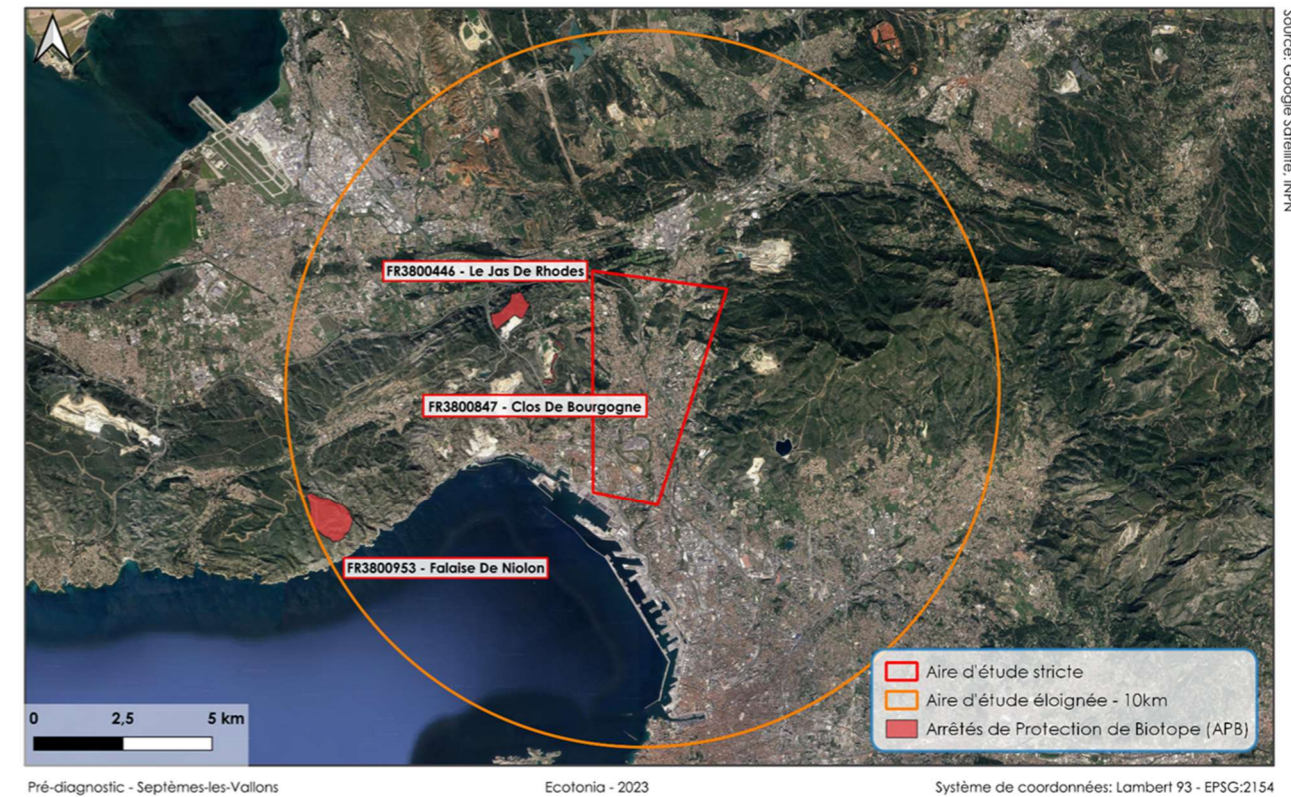 Source: Google Satellite, INPN
FR3800446 - Le Jas De Rhodes
FR3800847 - Clos De Bourgogne
FR3800953 - Falaise De Niolon
Aire d'étude stricte
Aire d'étude éloignée - 10km
Arrêtés de Protection de Biotope (APB)
0 2,5 5 km
Pré-diagnostic - Septèmes-les-Vallons
Ecotonia - 2023
Système de coordonnées: Lambert 93 - EPSG:2154